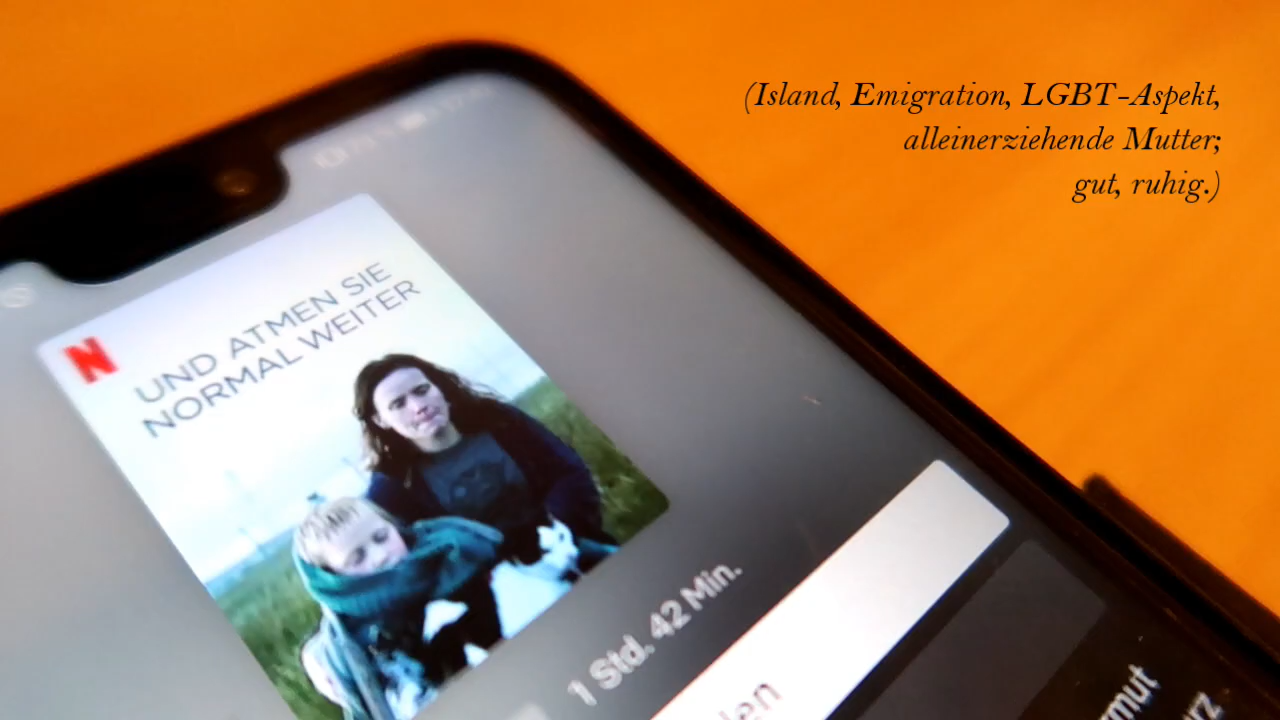 (Island, Emigration, LGBT-Aspekt,
alleinerziehende Mutter;
gut, ruhig.)
N
UND ATMEN SIE
NORMAL WEITER
1 Std. 42 Min.